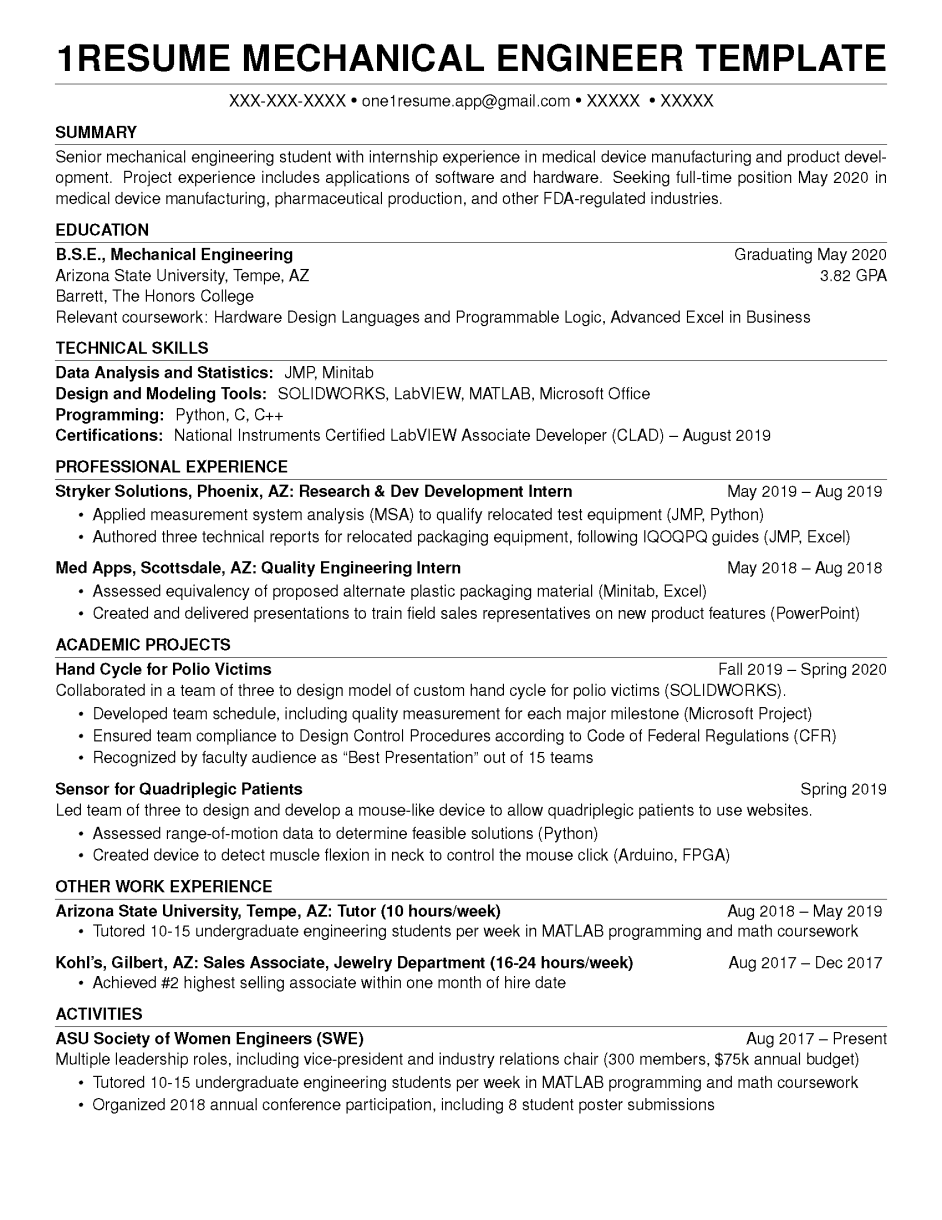 1RESUME MECHANICAL ENGINEER TEMPLATE
XXX-XXX-XXXX • one1resume.app@gmail.com • XXXXX • XXXXX
SUMMARY
Senior mechanical engineering student with internship experience in medical device manufacturing and product devel-
opment. Project experience includes applications of software and hardware. Seeking full-time position May 2020 in
medical device manufacturing, pharmaceutical production, and other FDA-regulated industries.
EDUCATION
B.S.E., Mechanical Engineering Graduating May 2020
Arizona State University, Tempe, AZ 3.82 GPA
Barrett, The Honors College
Relevant coursework: Hardware Design Languages and Programmable Logic, Advanced Excel in Business
TECHNICAL SKILLS
Data Analysis and Statistics: JMP, Minitab
Design and Modeling Tools: SOLIDWORKS, LabVIEW, MATLAB, Microsoft Office
Programming: Python, C, C++
Certifications: National Instruments Certified LabVIEW Associate Developer (CLAD) – August 2019
PROFESSIONAL EXPERIENCE
Stryker Solutions, Phoenix, AZ: Research & Dev Development Intern May 2019 – Aug 2019
• Applied measurement system analysis (MSA) to qualify relocated test equipment (JMP, Python)
• Authored three technical reports for relocated packaging equipment, following IQOQPQ guides (JMP, Excel)
Med Apps, Scottsdale, AZ: Quality Engineering Intern May 2018 – Aug 2018
• Assessed equivalency of proposed alternate plastic packaging material (Minitab, Excel)
• Created and delivered presentations to train field sales representatives on new product features (PowerPoint)
ACADEMIC PROJECTS
Hand Cycle for Polio Victims Fall 2019 – Spring 2020
Collaborated in a team of three to design model of custom hand cycle for polio victims (SOLIDWORKS).
• Developed team schedule, including quality measurement for each major milestone (Microsoft Project)
• Ensured team compliance to Design Control Procedures according to Code of Federal Regulations (CFR)
• Recognized by faculty audience as “Best Presentation” out of 15 teams
Sensor for Quadriplegic Patients Spring 2019
Led team of three to design and develop a mouse-like device to allow quadriplegic patients to use websites.
• Assessed range-of-motion data to determine feasible solutions (Python)
• Created device to detect muscle flexion in neck to control the mouse click (Arduino, FPGA)
OTHER WORK EXPERIENCE
Arizona State University, Tempe, AZ: Tutor (10 hours/week) Aug 2018 – May 2019
• Tutored 10-15 undergraduate engineering students per week in MATLAB programming and math coursework
Kohl’s, Gilbert, AZ: Sales Associate, Jewelry Department (16-24 hours/week) Aug 2017 – Dec 2017
• Achieved #2 highest selling associate within one month of hire date
ACTIVITIES
ASU Society of Women Engineers (SWE) Aug 2017 – Present
Multiple leadership roles, including vice-president and industry relations chair (300 members, $75k annual budget)
• Tutored 10-15 undergraduate engineering students per week in MATLAB programming and math coursework
• Organized 2018 annual conference participation, including 8 student poster submissions